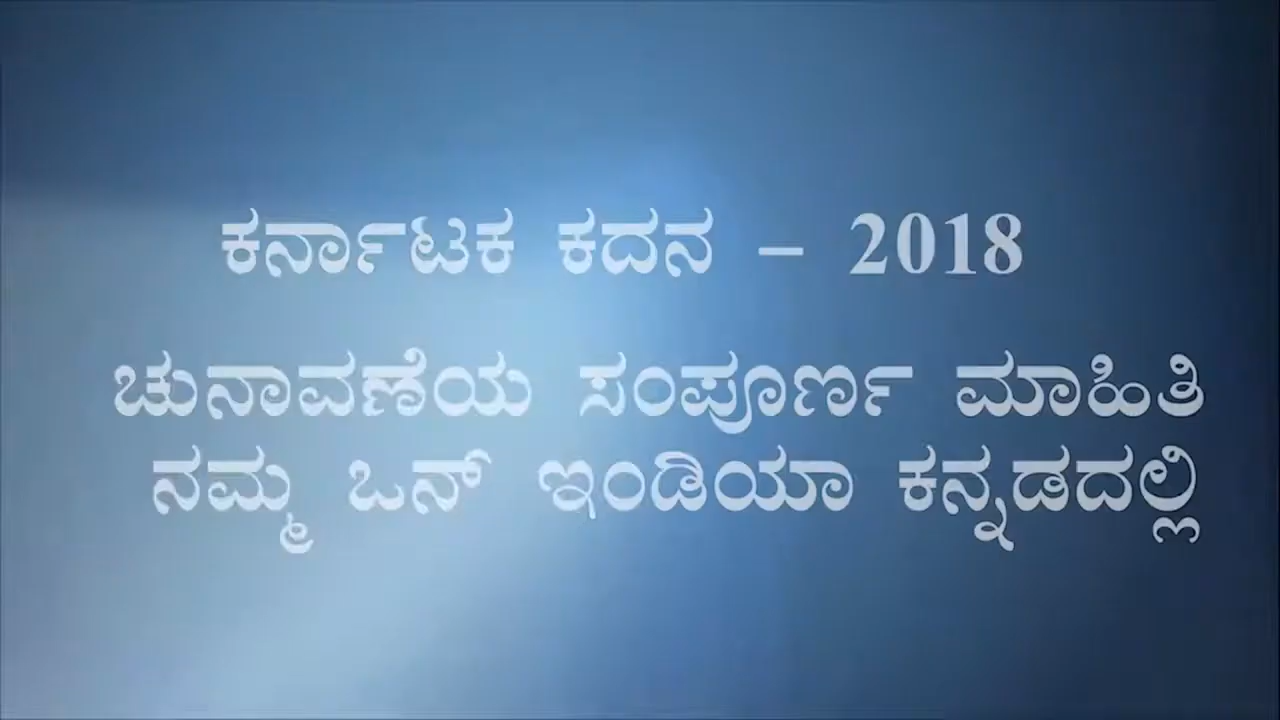 ಕರ್ನಾಟಕ ಕದನ – 2018
ಚುನಾವಣೆಯ ಸಂಪೂರ್ಣ ಮಾಹಿತಿ
ನಮ್ಮ ಒನ್ ಇಂಡಿಯಾ ಕನ್ನಡದಲ್ಲಿ